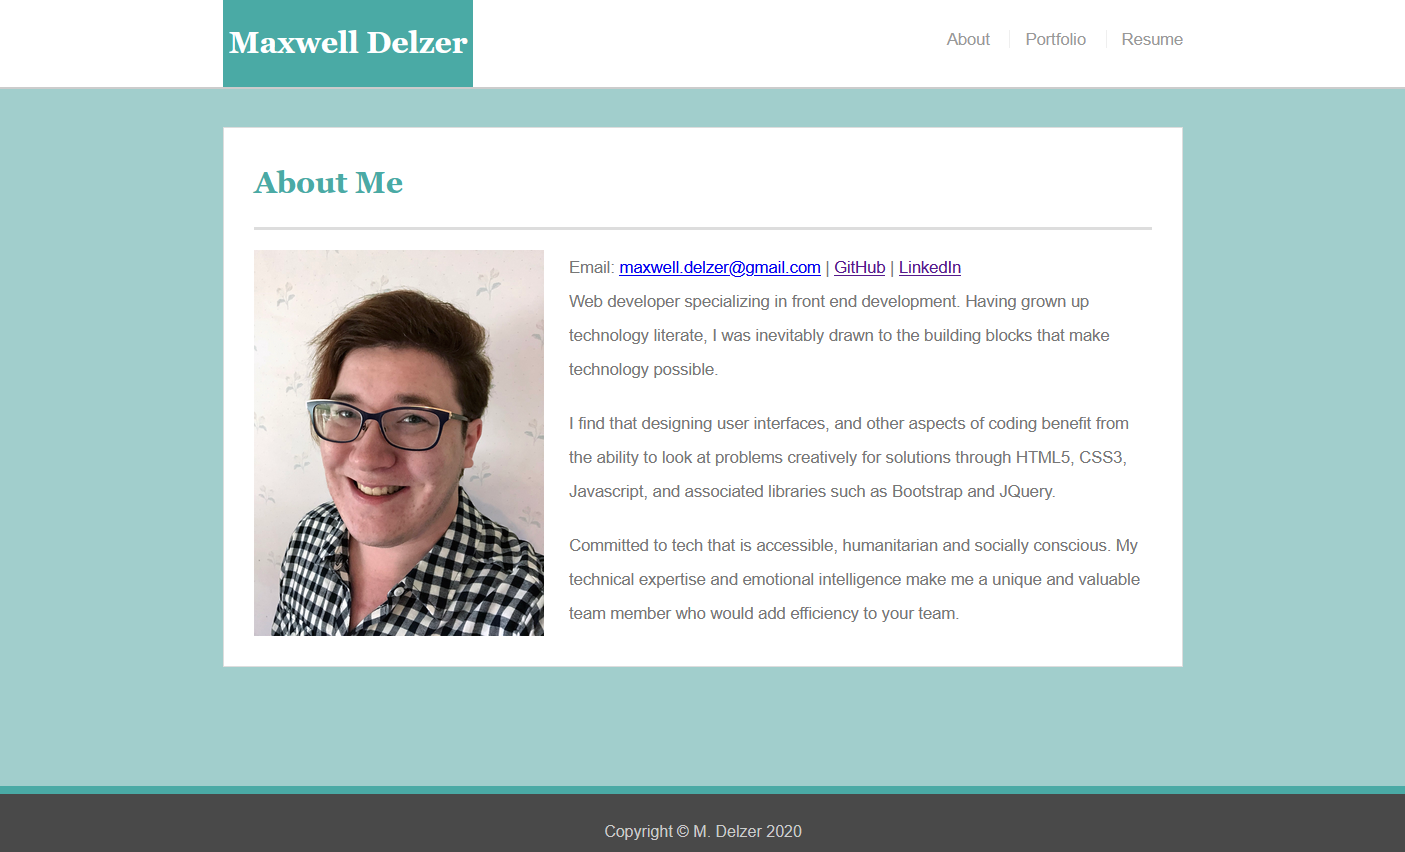 Maxwell Delzer
About
Portfolio
Resume
About Me
Email: maxwell.delzer@gmail.com | GitHub | LinkedIn
Web developer specializing in front end development. Having grown up
technology literate, I was inevitably drawn to the building blocks that make
technology possible.
I find that designing user interfaces, and other aspects of coding benefit from
the ability to look at problems creatively for solutions through HTML5, CSS3,
Javascript, and associated libraries such as Bootstrap and JQuery.
Committed to tech that is accessible, humanitarian and socially conscious. My
technical expertise and emotional intelligence make me a unique and valuable
team member who would add efficiency to your team.
Copyright © M. Delzer 2020